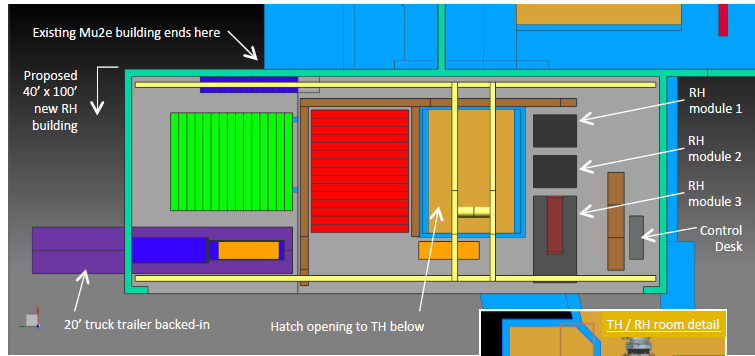 Existing Mu2e building ends here
Proposed
40’ x 100’
new RH
building
RH
module 1
RH
module 2
RH
module 3
Control
Desk
20’ truck trailer backed-in
Hatch opening to TH below
TH / RH room detail